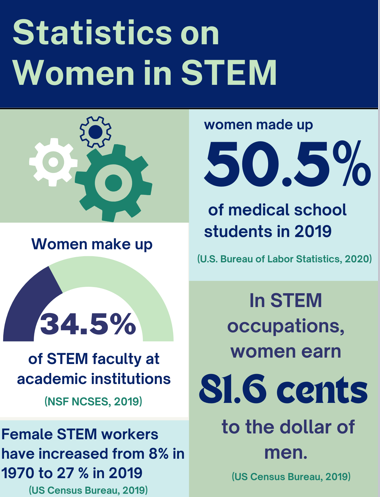 Statistics on
Women in STEM
women made up
50.5%
of medical school
students in 2019
(U.S. Bureau of Labor Statistics, 2020)
Women make up
34.5%
of STEM faculty at
academic institutions
(NSF NCSES, 2019)
In STEM
occupations,
women earn
81.6 cents
to the dollar of
men.
(US Census Bureau, 2019)
Female STEM workers
have increased from 8% in
1970 to 27 % in 2019
(US Census Bureau, 2019)